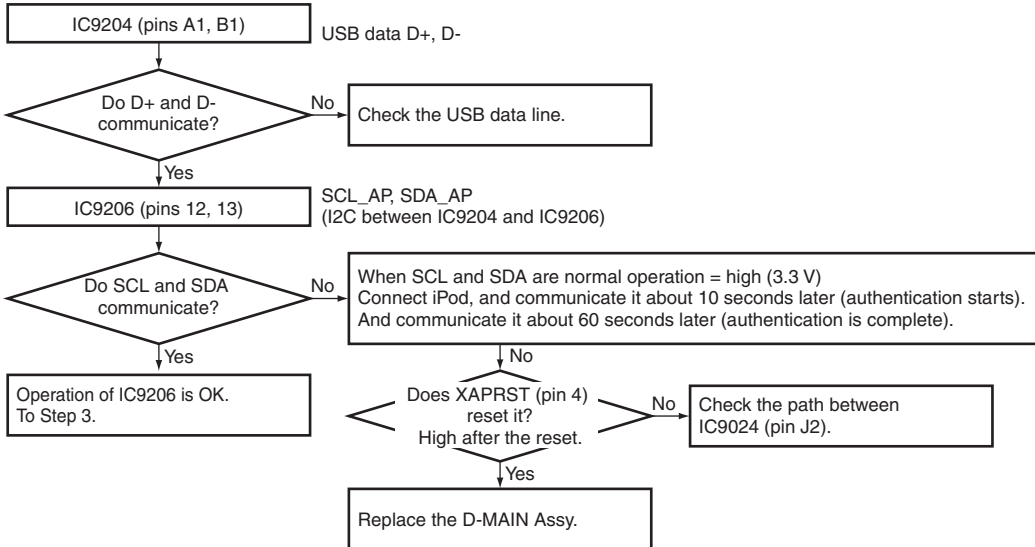 IC9204 (pins A1, B1)
USB data D+, D-
Do D+ and D-
communicate?
No
Check the USB data line.
Yes
IC9206 (pins 12, 13)
SCL_AP, SDA_AP
(I2C between IC9204 and IC9206)
Do SCL and SDA
communicate?
No
When SCL and SDA are normal operation = high (3.3 V)
Connect iPod, and communicate it about 10 seconds later (authentication starts).
And communicate it about 60 seconds later (authentication is complete).
Yes
Operation of IC9206 is OK.
To Step 3.
No
Does XAPRST (pin 4)
reset it?
High after the reset.
No
Check the path between
IC9024 (pin J2).
Yes
Replace the D-MAIN Assy.